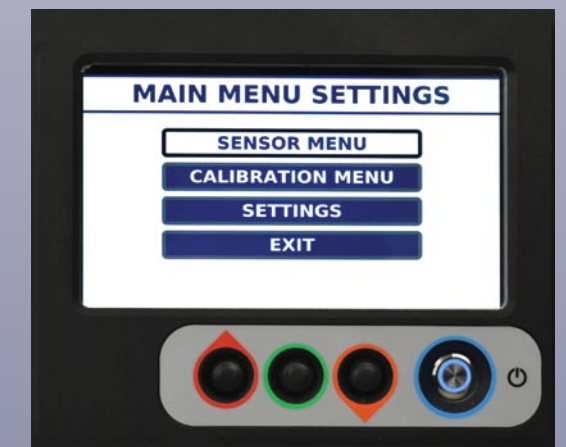 MAIN MENU SETTINGS
SENSOR MENU
CALIBRATION MENU
SETTINGS
EXIT